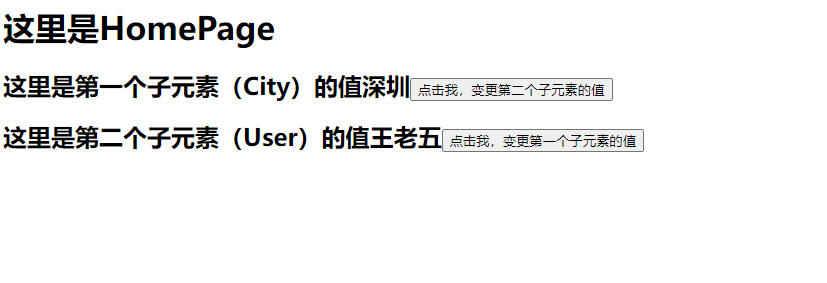 这里是HomePage
这里是第一个子元素（City）的值深圳 点击我，变更第二个子元素的值
这里是第二个子元素（User）的值王老五 点击我，变更第一个子元素的值